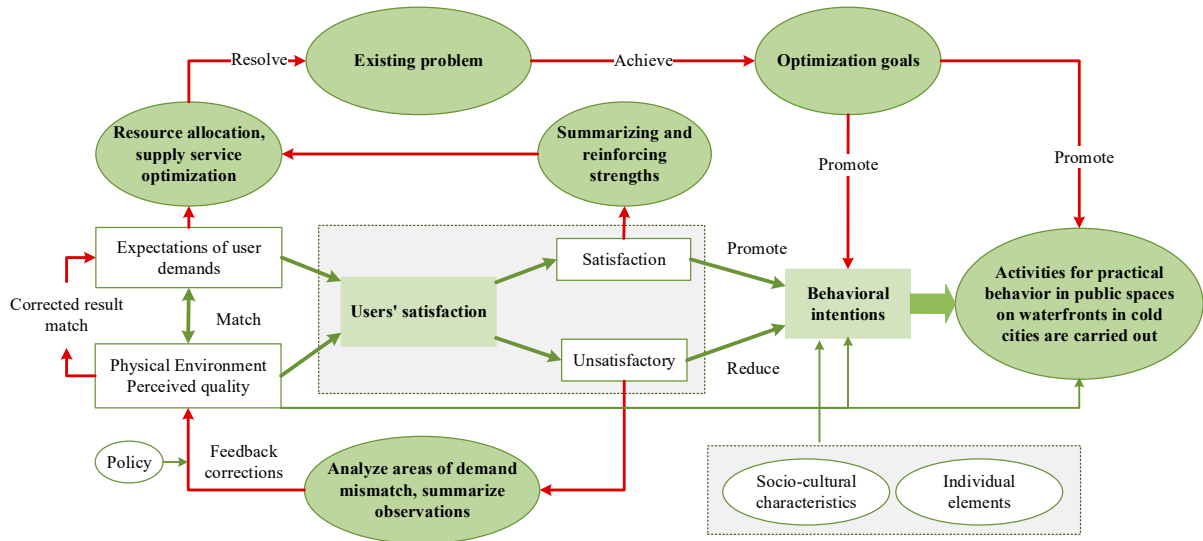 Resolve
Existing problem
Achieve
Optimization goals
Resource allocation,
supply service
optimization
Summarizing and
reinforcing
strengths
Promote
Promote
Expectations of user
demands
Satisfaction
Promote
Corrected result
match
Match
Users' satisfaction
Behavioral
intentions
Activities for practical
behavior in public spaces
on waterfronts in cold
cities are carried out
Physical Environment
Perceived quality
Unsatisfactory
Reduce
Policy
Feedback
corrections
Analyze areas of demand
mismatch, summarize
observations
Socio-cultural
characteristics
Individual
elements